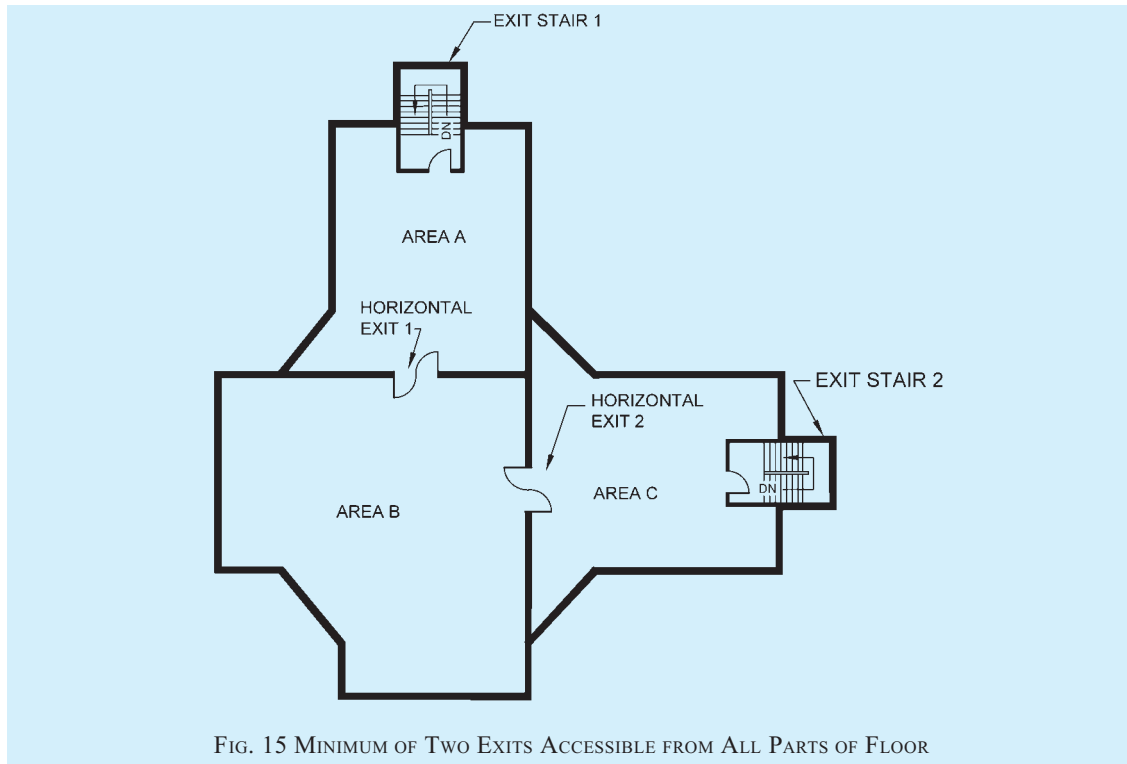 EXIT STAIR 1
DN
AREA A
HORIZONTAL
EXIT 1
EXIT STAIR 2
HORIZONTAL
EXIT 2
DN
AREA C
AREA B
FIG. 15 MINIMUM OF TWO EXITS ACCESSIBLE FROM ALL PARTS OF FLOOR